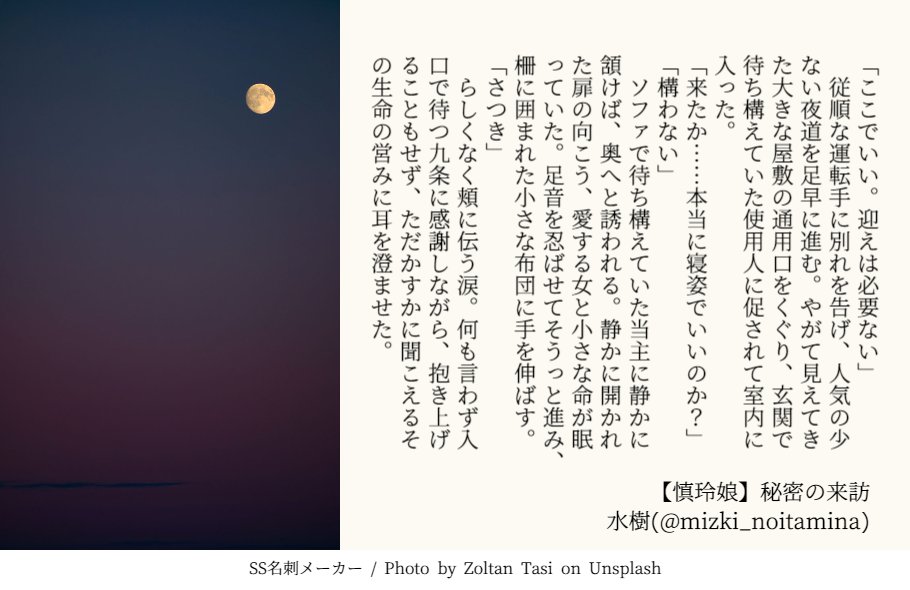 「ここでいい。迎えは必要ない」
　従順な運転手に別れを告げ、人気の少
ない夜道を足早に進む。やがて見えてき
た大きな屋敷の通用口をくぐり、玄関で
待ち構えていた使用人に促されて室内に
入った。
「来たか……本当に寝姿でいいのか？」
「構わない」
　ソファで待ち構えていた当主に静かに
頷けば、奥へと誘われる。静かに開かれ
た扉の向こう、愛する女と小さな命が眠
っていた。足音を忍ばせてそうっと進み、
柵に囲まれた小さな布団に手を伸ばす。
「さつき」
　らしくなく頬に伝う涙。何も言わず入
口で待つ九条に感謝しながら、抱き上げ
ることもせず、ただかすかに聞こえるそ
の生命の営みに耳を澄ませた。
【慎玲娘】秘密の来訪
水樹(@mizki_noitamina)
SS名刺メーカー / Photo by Zoltan Tasi on Unsplash